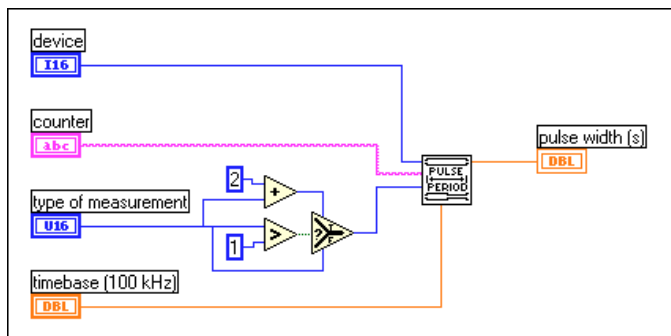 device
I16
counter
abc
PULSE
PERIOD
pulse width (s)
DBL
2
+
type of measurement
U16
>
?
T
F
1
timebase (100 kHz)
DBL